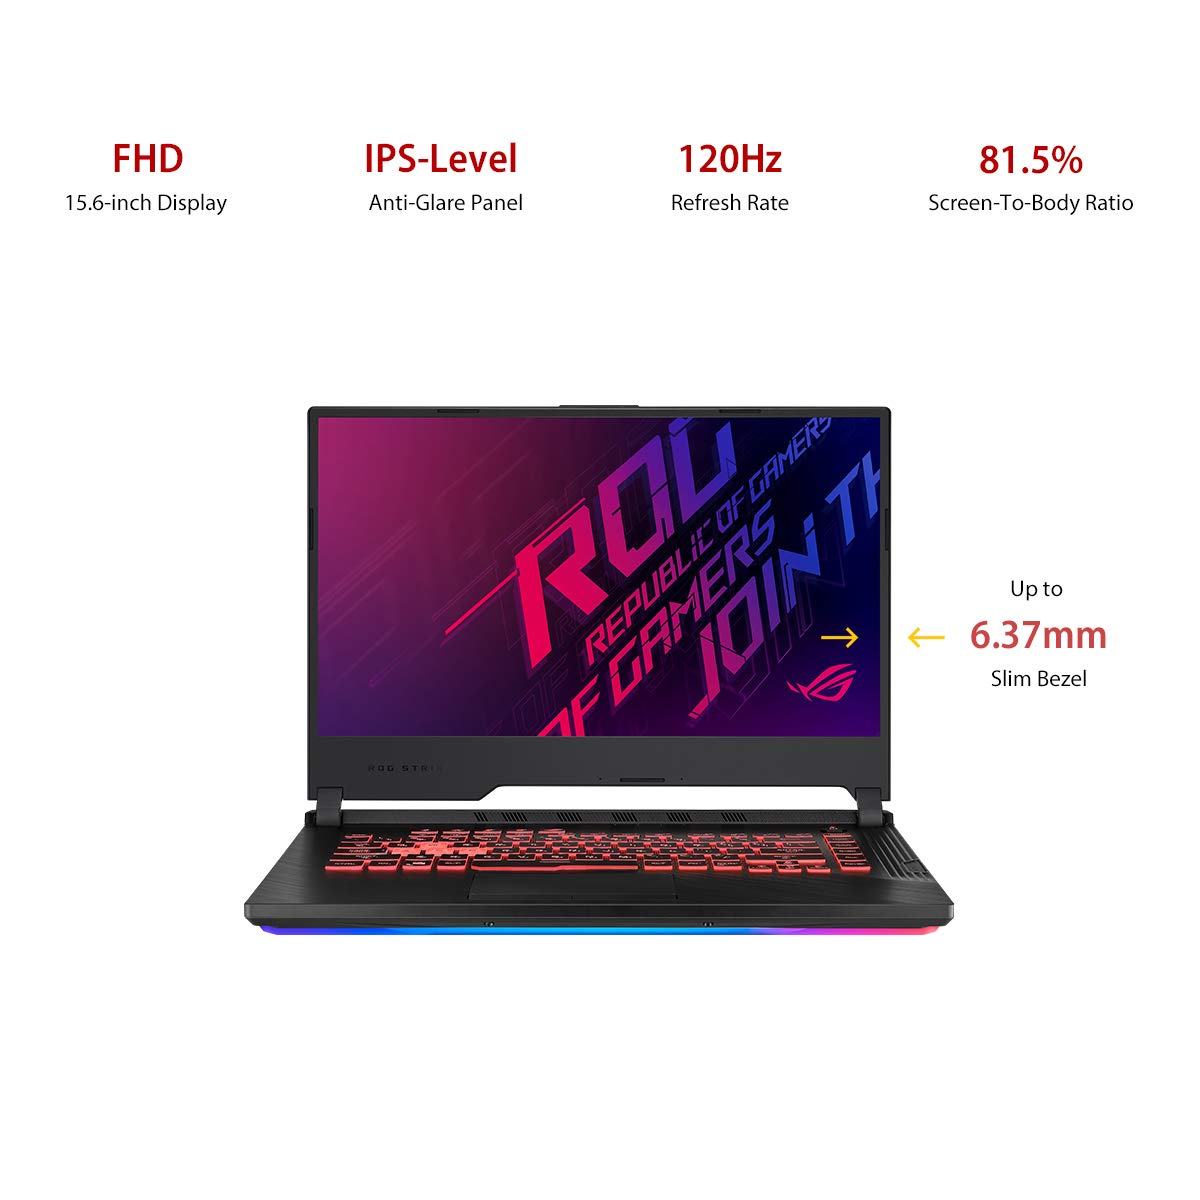 FHD
15.6-inch Display
IPS-Level
Anti-Glare Panel
120Hz
Refresh Rate
81.5%
Screen-To-Body Ratio
ROG
REPUBLIC OF GAMERS
OF GAMERS
JOIN TH
Up to
6.37mm
Slim Bezel
ROG STRIX